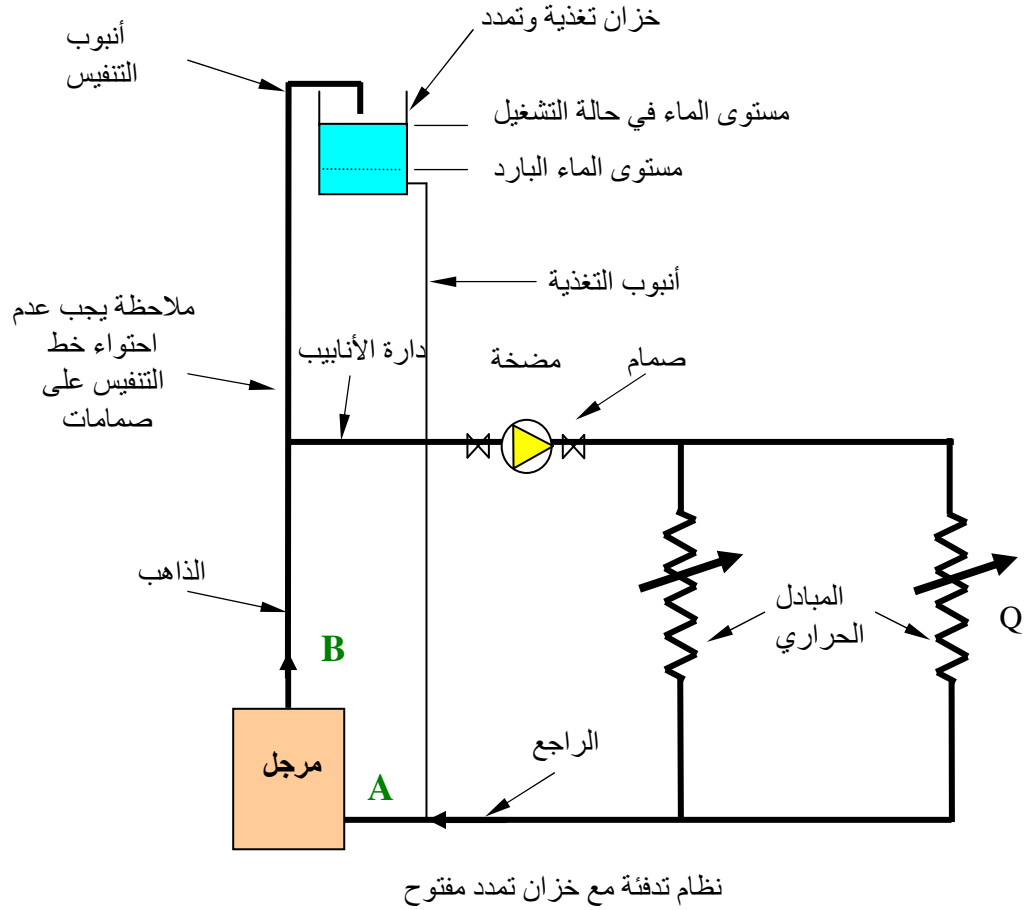 خزان تغذية وتمدد
أنبوب
التنفيس
مستوى الماء في حالة التشغيل
مستوى الماء البارد
أنبوب التغذية
ملاحظة يجب عدم
احتواء خط
التنفيس على
صمامات
دارة الأنابيب
مضخة
صمام
الذاهب
المبادل
الحراري
Q
B
مرجل
A
الراجع
نظام تدفئة مع خزان تمدد مفتوح